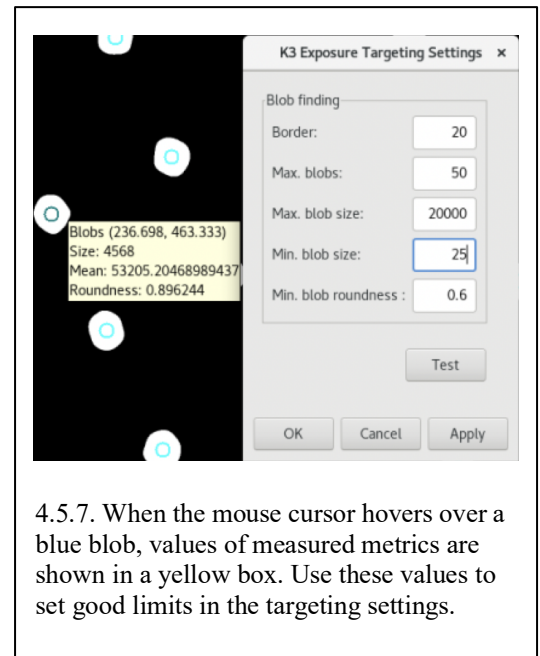 K3 Exposure Targeting Settings ×
Blob finding
Border: 20
Max. blobs: 50
Max. blob size: 20000
Min. blob size: 25
Min. blob roundness : 0.6
Test
OK Cancel Apply
Blobs (236.698, 463.333)
Size: 4568
Mean: 53205.20468989437
Roundness: 0.896244
4.5.7. When the mouse cursor hovers over a
blue blob, values of measured metrics are
shown in a yellow box. Use these values to
set good limits in the targeting settings.